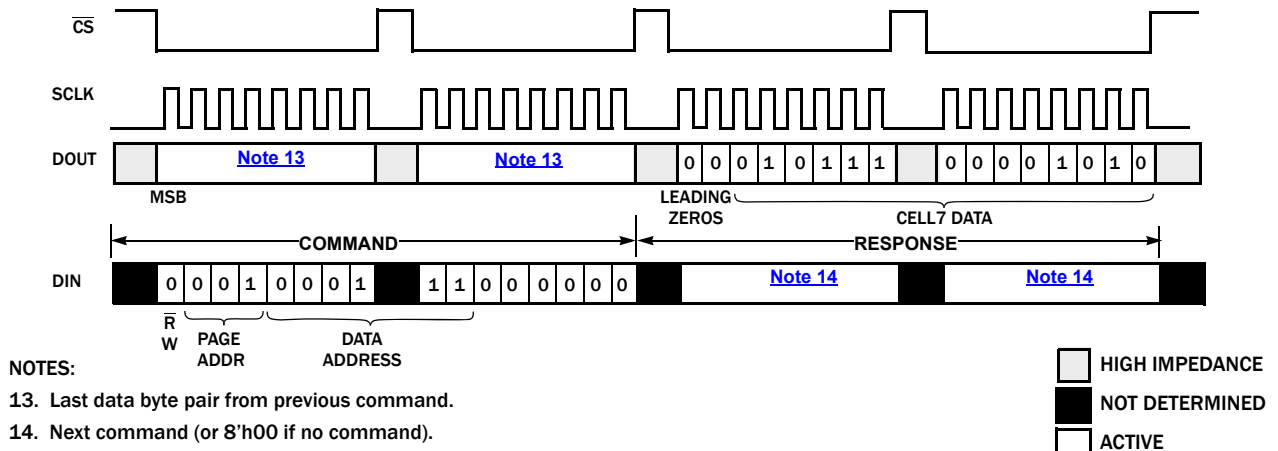 CS
SCLK
DOUT Note 13 Note 13 0 0 0 1 0 1 1 1 0 0 0 0 1 0 1 0
MSB
LEADING ZEROS
CELL7 DATA
COMMAND RESPONSE
DIN 0 0 0 1 0 0 0 1 1 1 0 0 0 0 0 0 Note 14 Note 14
R W
PAGE ADDR
DATA ADDRESS
NOTES:
13. Last data byte pair from previous command.
14. Next command (or 8’h00 if no command).
HIGH IMPEDANCE
NOT DETERMINED
ACTIVE